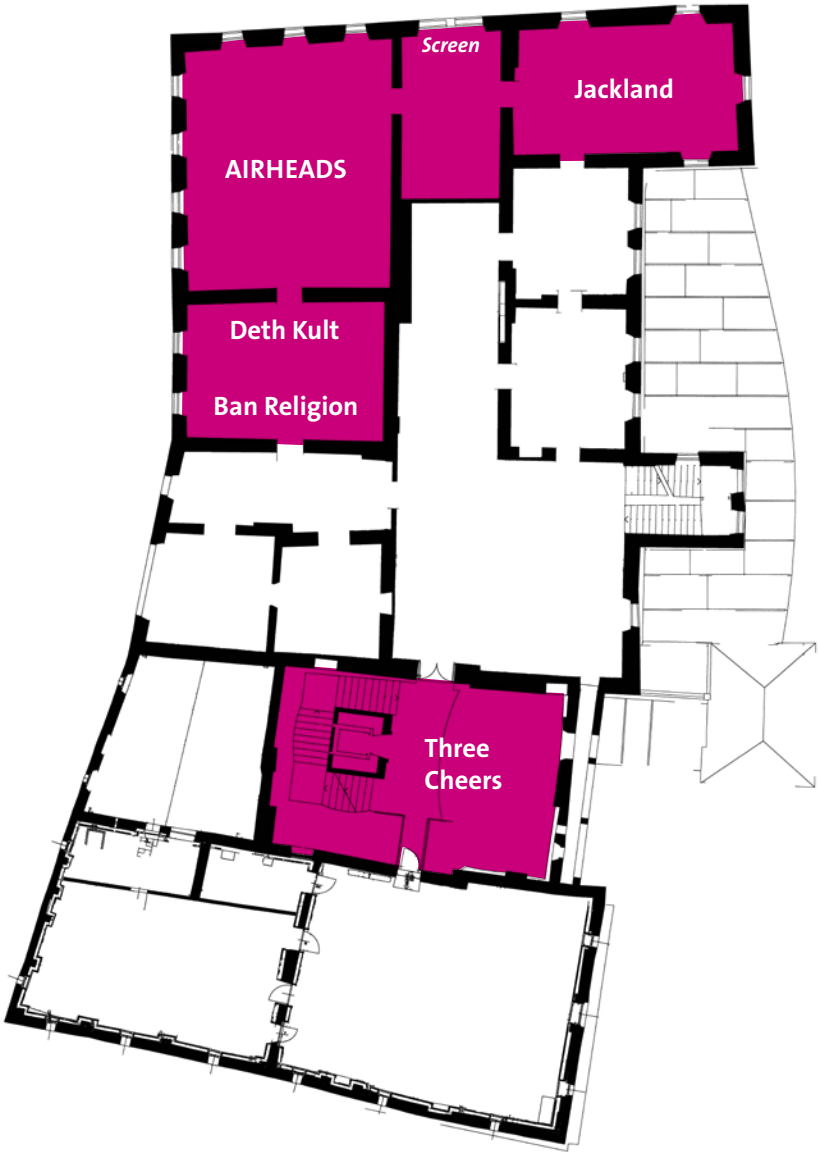 Screen
Jackland
AIRHEADS
Deth Kult
Ban Religion
Three
Cheers